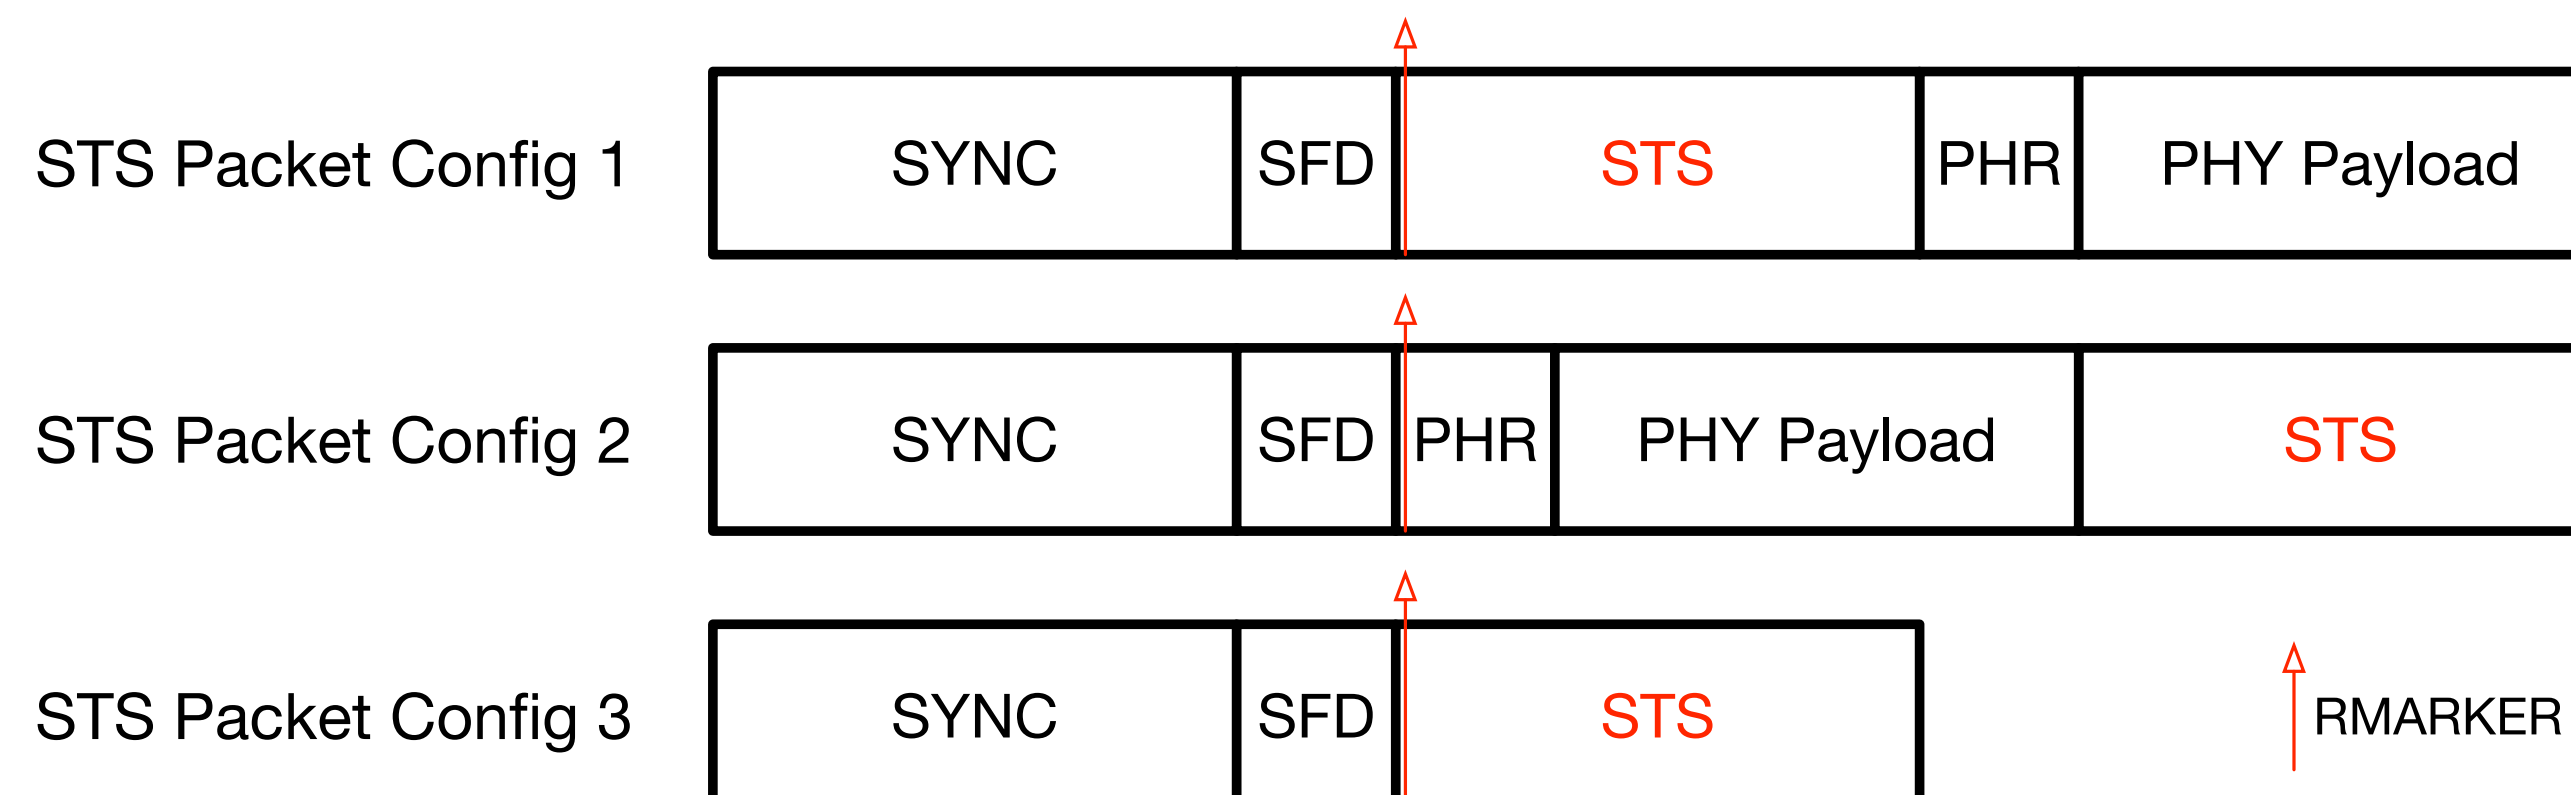 STS Packet Config 1 SYNC SFD STS PHR PHY Payload
STS Packet Config 2 SYNC SFD PHR PHY Payload STS
STS Packet Config 3 SYNC SFD STS RMARKER